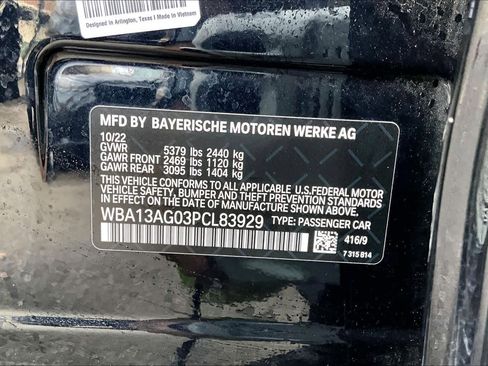 Designed in Arlington, Texas | Made in Vietnam
MFD BY BAYERISCHE MOTOREN WERKE AG
10/22
GVWR 5379 lbs 2440 kg
GAWR FRONT 2469 lbs 1120 kg
GAWR REAR 3095 lbs 1404 kg
THIS VEHICLE CONFORMS TO ALL APPLICABLE U.S.FEDERAL MOTOR
VEHICLE SAFETY, BUMPER AND THEFT PREVENTION STANDARDS IN
EFFECT ON THE DATE OF MANUFACTURE SHOWN ABOVE.
WBA13AG03PCL83929 TYPE: PASSENGER CAR
416/9
7 315 814